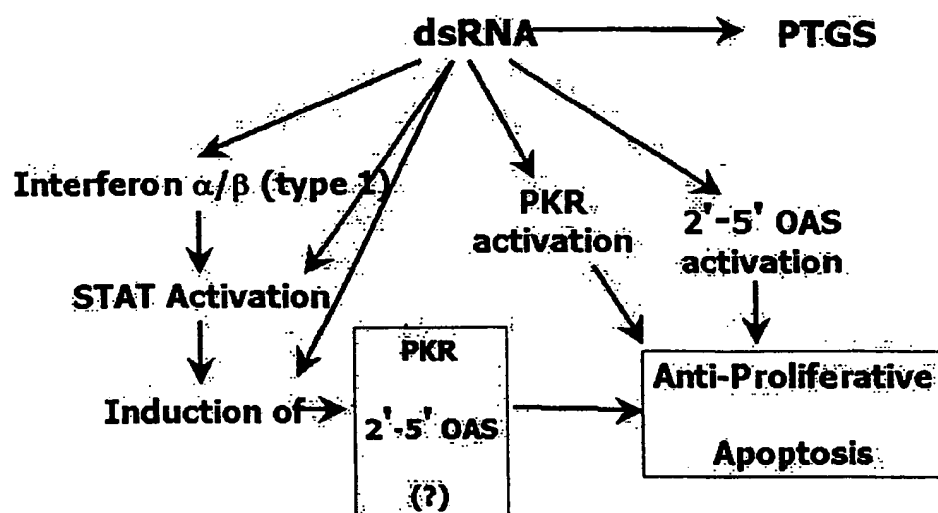 dsRNA
PTGS
Interferon α/β (type 1)
PKR
activation
2'-5' OAS
activation
STAT Activation
Induction of
PKR
2'-5' OAS
(?)
Anti-Proliferative
Apoptosis